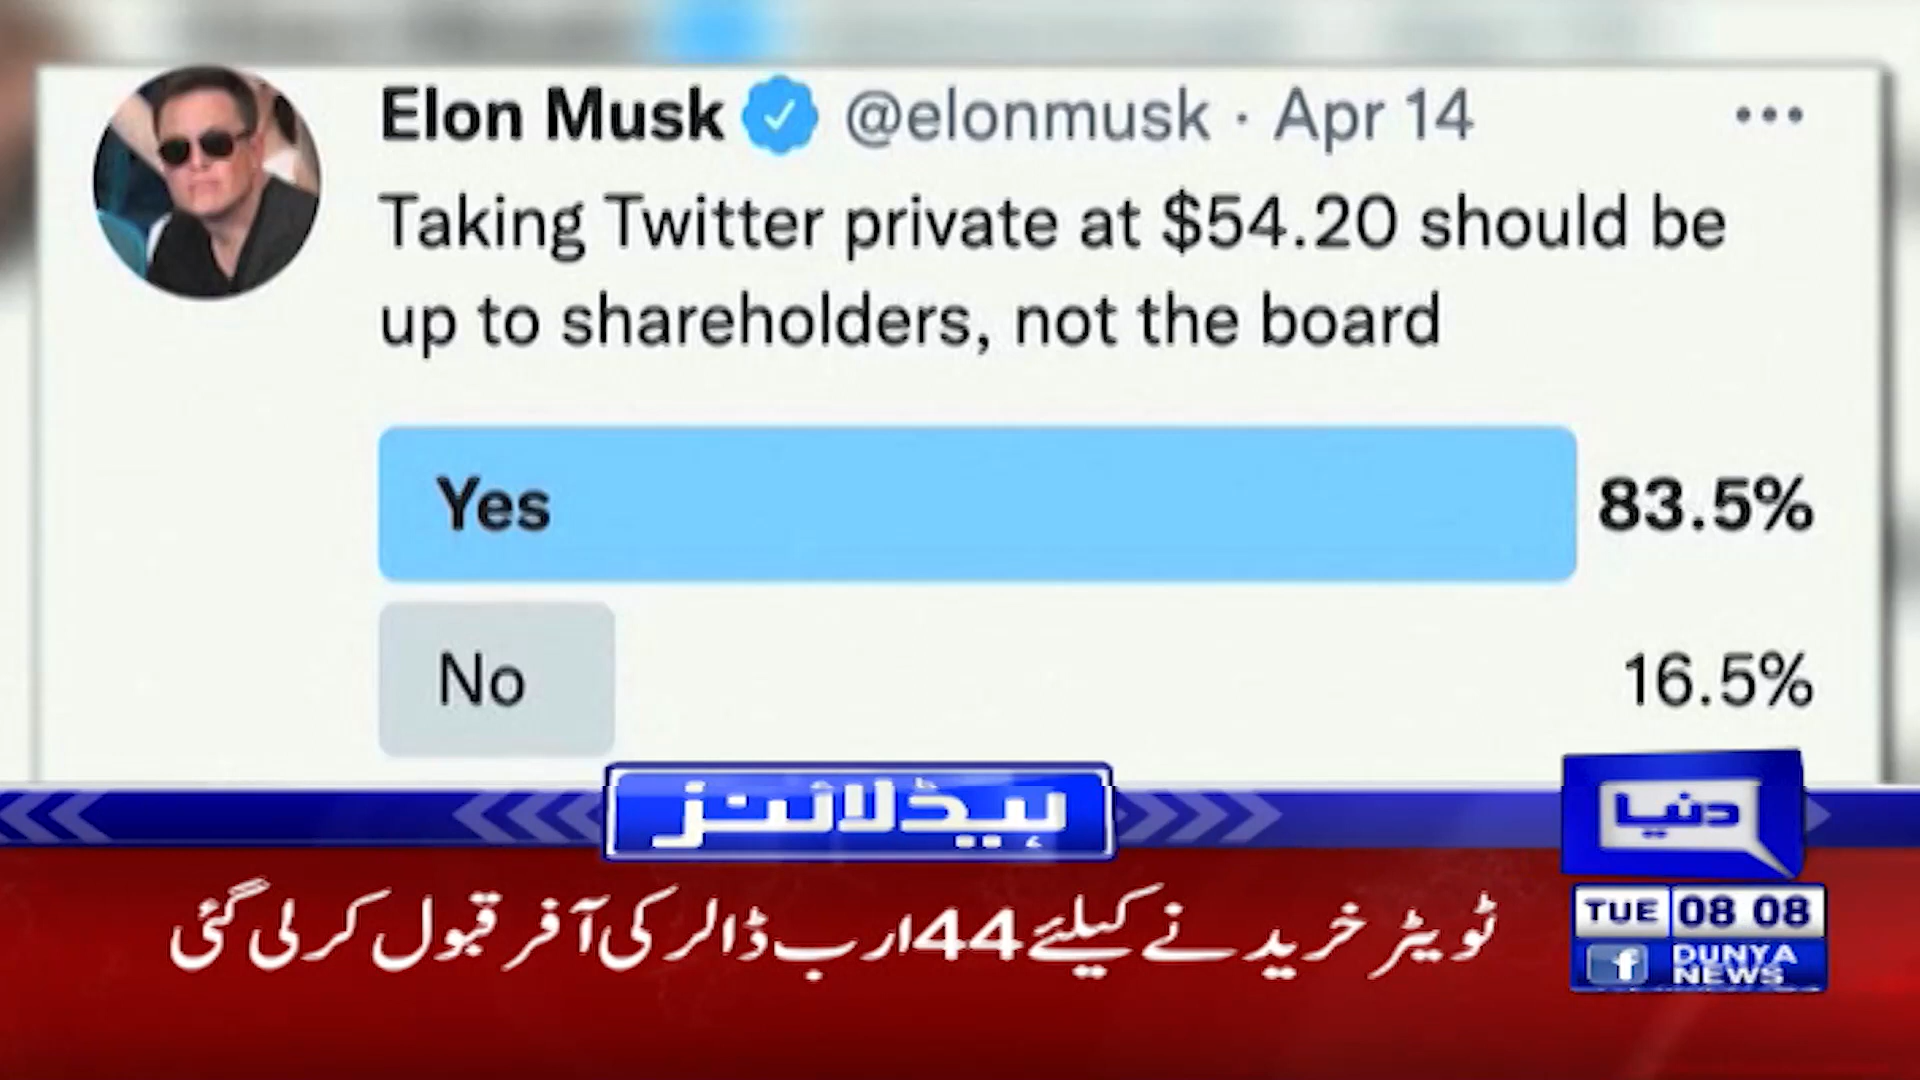 Elon Musk @elonmusk · Apr 14
Taking Twitter private at $54.20 should be
up to shareholders, not the board
Yes 83.5%
No 16.5%
ہیڈلائنز
دنیا
ٹویٹر خریدنے کیلئے 44 ارب ڈالر کی آفر قبول کر لی گئی
TUE 08 08
f DUNYA
NEWS